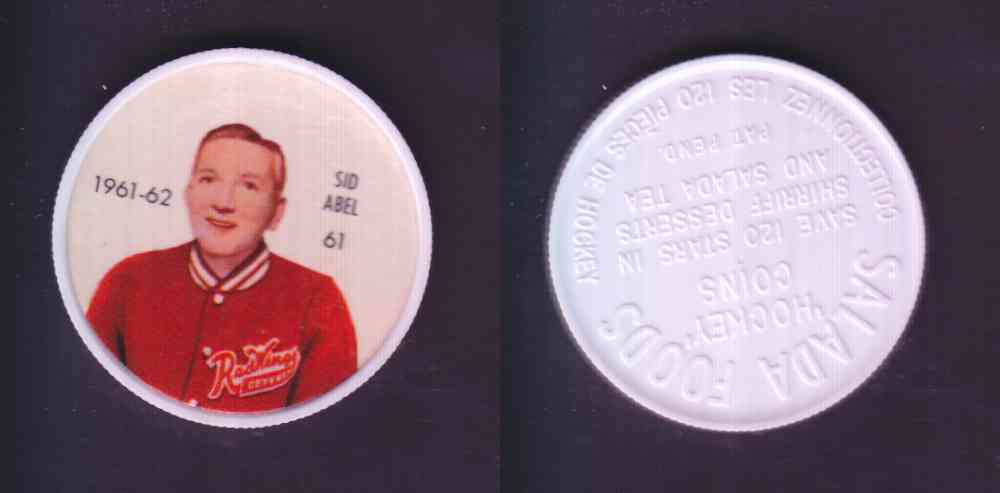 1961-62
SID
ABEL
61
Red Wings
DETROIT
SALADA FOODS
"HOCKEY"
COINS
SAVE 120 STARS IN
SHIRRIFF DESSERTS
AND SALADA TEA
PAT. PEND.
COLLECTIONNEZ LES 120 PIÈCES DE HOCKEY